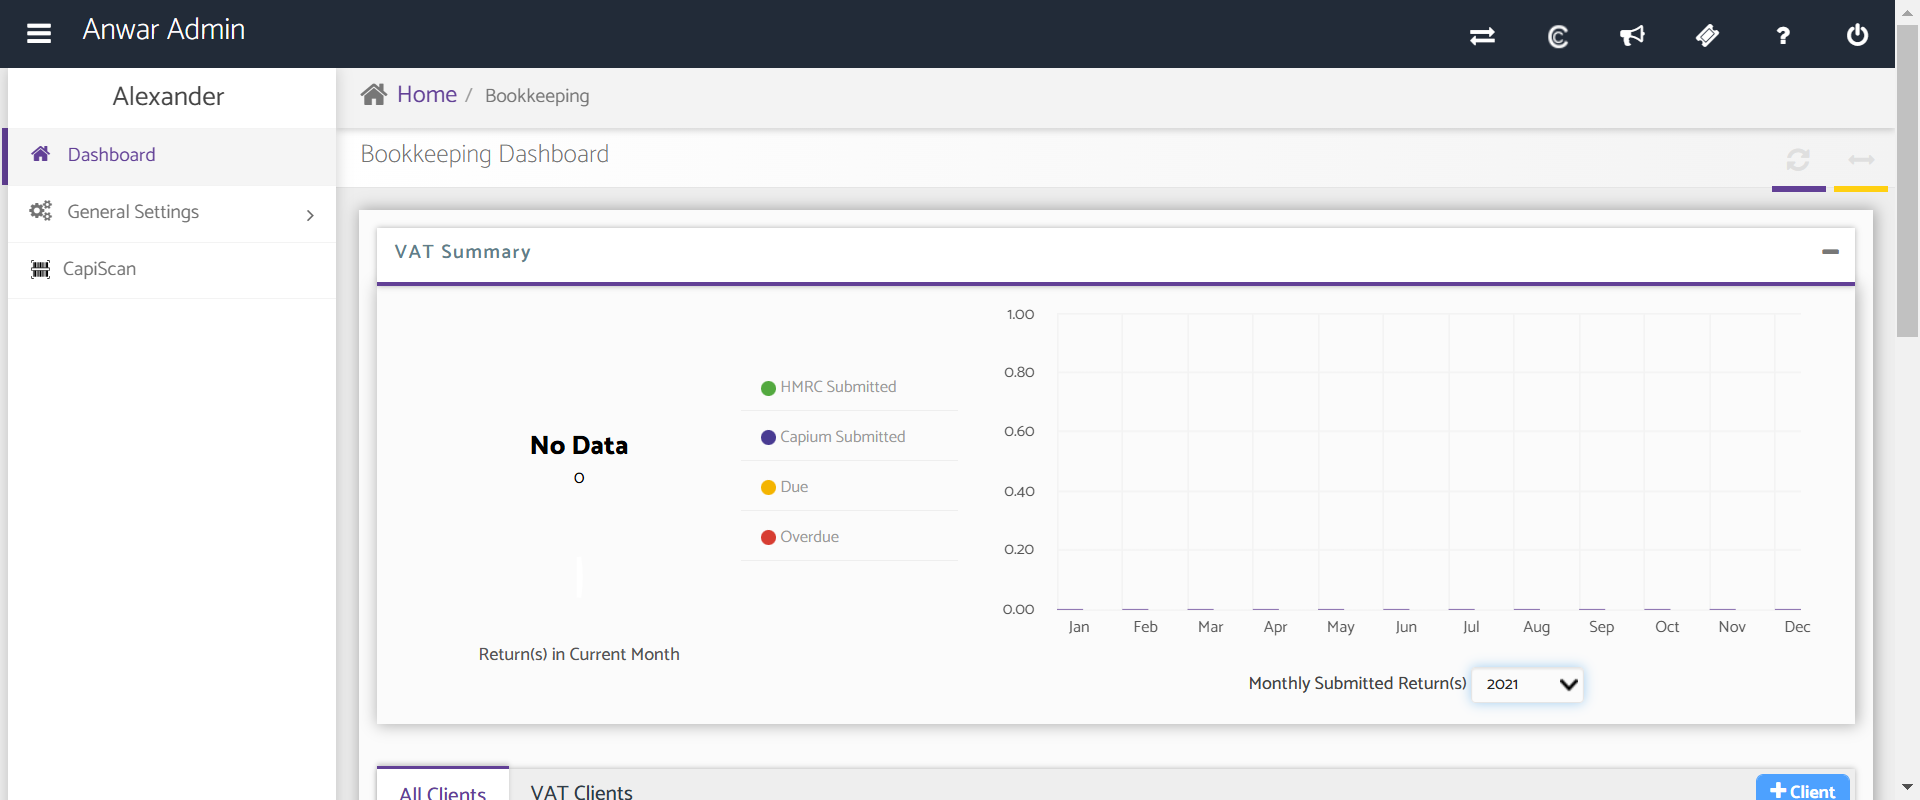 Anwar Admin
?
Alexander
Home / Bookkeeping
Dashboard
Bookkeeping Dashboard
General Settings
CapiScan
VAT Summary
No Data
0
Return(s) in Current Month
HMRC Submitted
Capium Submitted
Due
Overdue
1.00
0.80
0.60
0.40
0.20
0.00
Jan Feb Mar Apr May Jun Jul Aug Sep Oct Nov Dec
Monthly Submitted Return(s) 2021
All Clients VAT Clients
+ Client